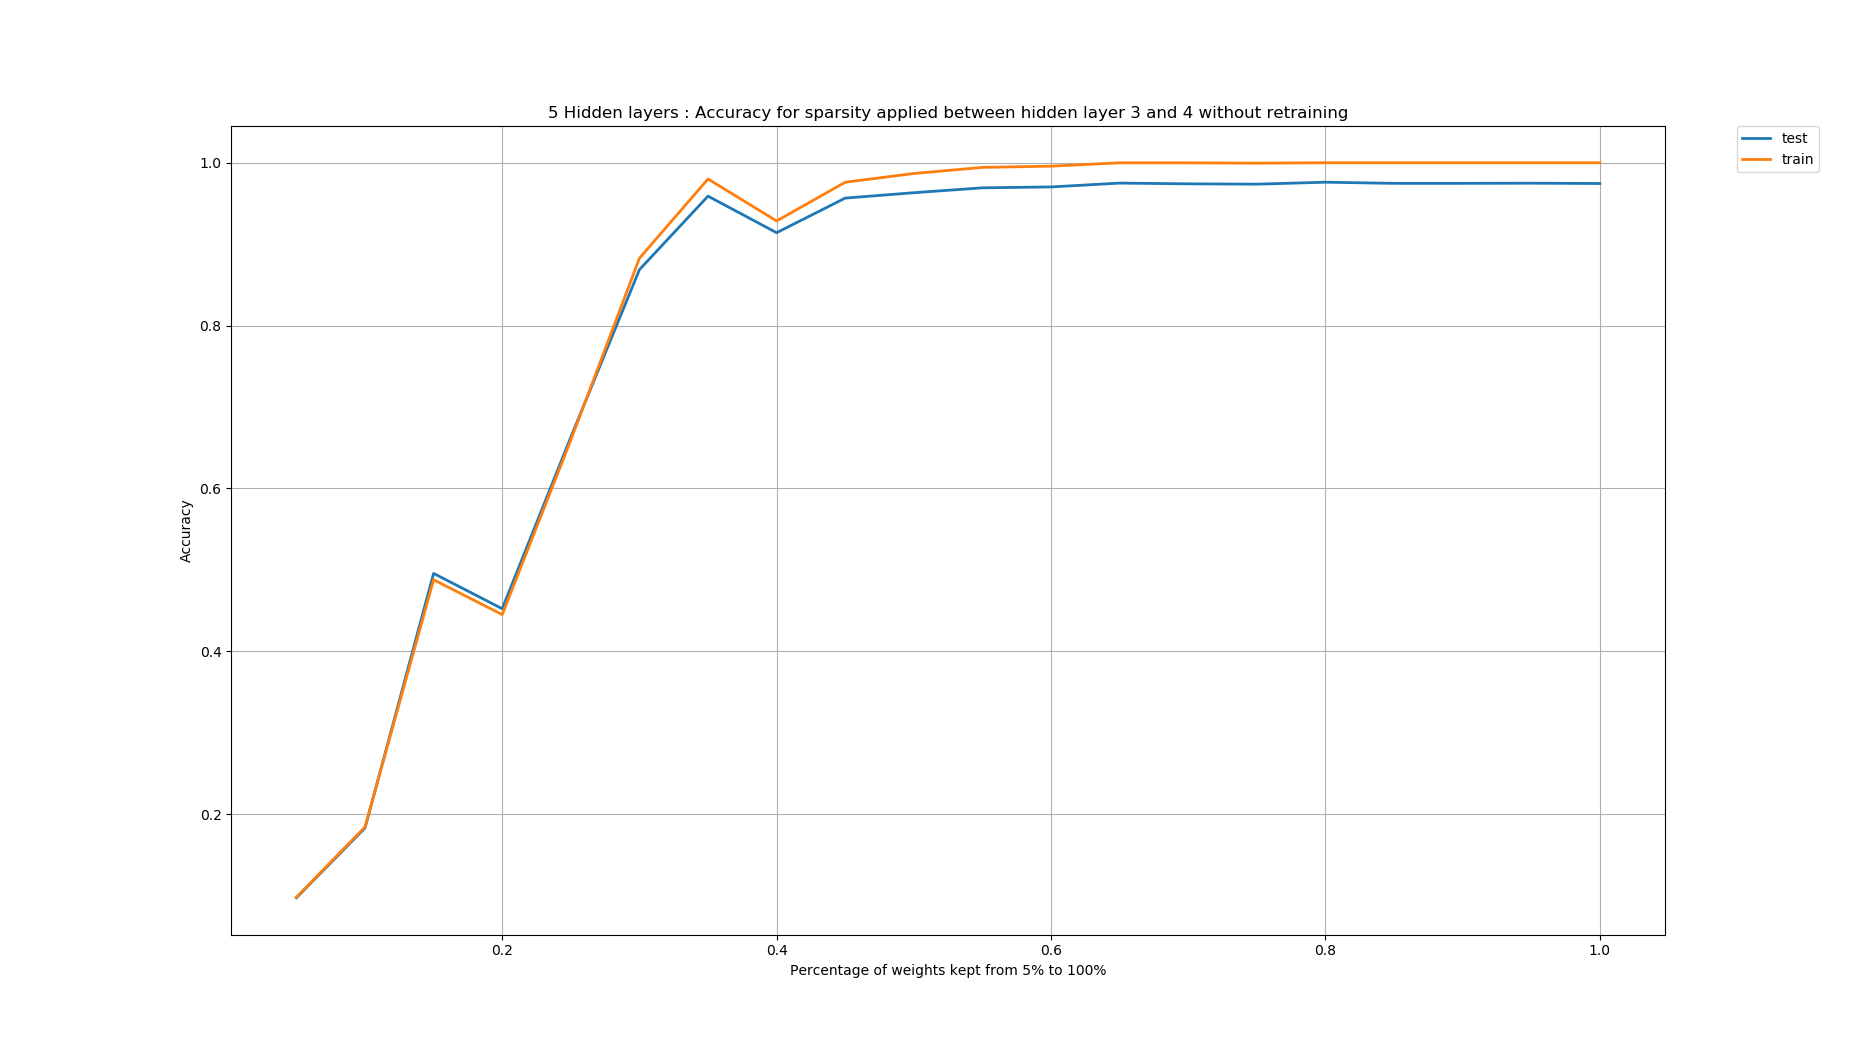 5 Hidden layers : Accuracy for sparsity applied between hidden layer 3 and 4 without retraining
test
train
1.0
0.8
0.6
0.4
0.2
Accuracy
0.2
0.4
0.6
0.8
1.0
Percentage of weights kept from 5% to 100%